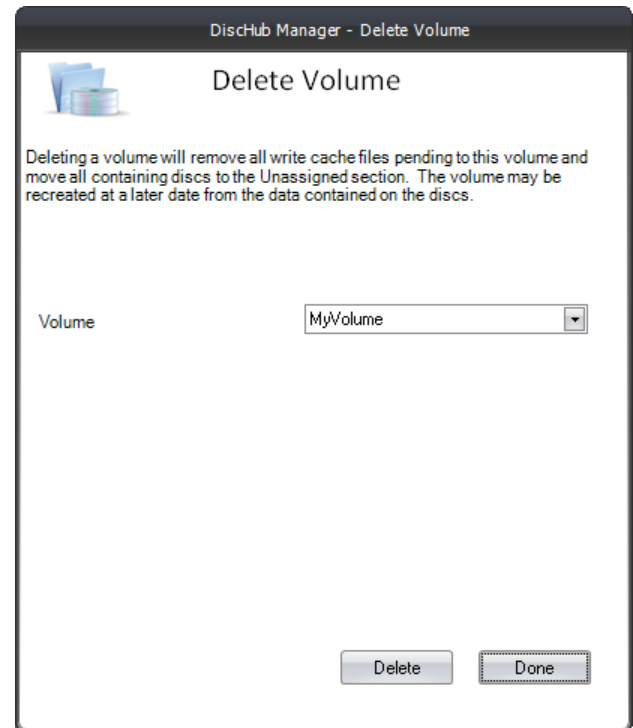 DiscHub Manager - Delete Volume
Delete Volume
Deleting a volume will remove all write cache files pending to this volume and
move all containing discs to the Unassigned section.  The volume may be
recreated at a later date from the data contained on the discs.
Volume
MyVolume
Delete
Done